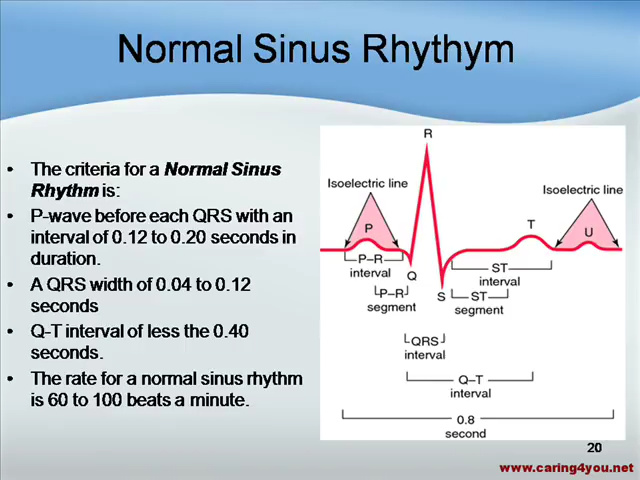 Normal Sinus Rhythym
• The criteria for a Normal Sinus
Rhythm is:
• P-wave before each QRS with an
interval of 0.12 to 0.20 seconds in
duration.
• A QRS width of 0.04 to 0.12
seconds
• Q-T interval of less the 0.40
seconds.
• The rate for a normal sinus rhythm
is 60 to 100 beats a minute.
R
Isoelectric line
Isoelectric line
P
T
U
P–R
interval
Q
ST
interval
P–R
segment
S
ST
segment
QRS
interval
Q–T
interval
0.8
second
20
www.caring4you.net